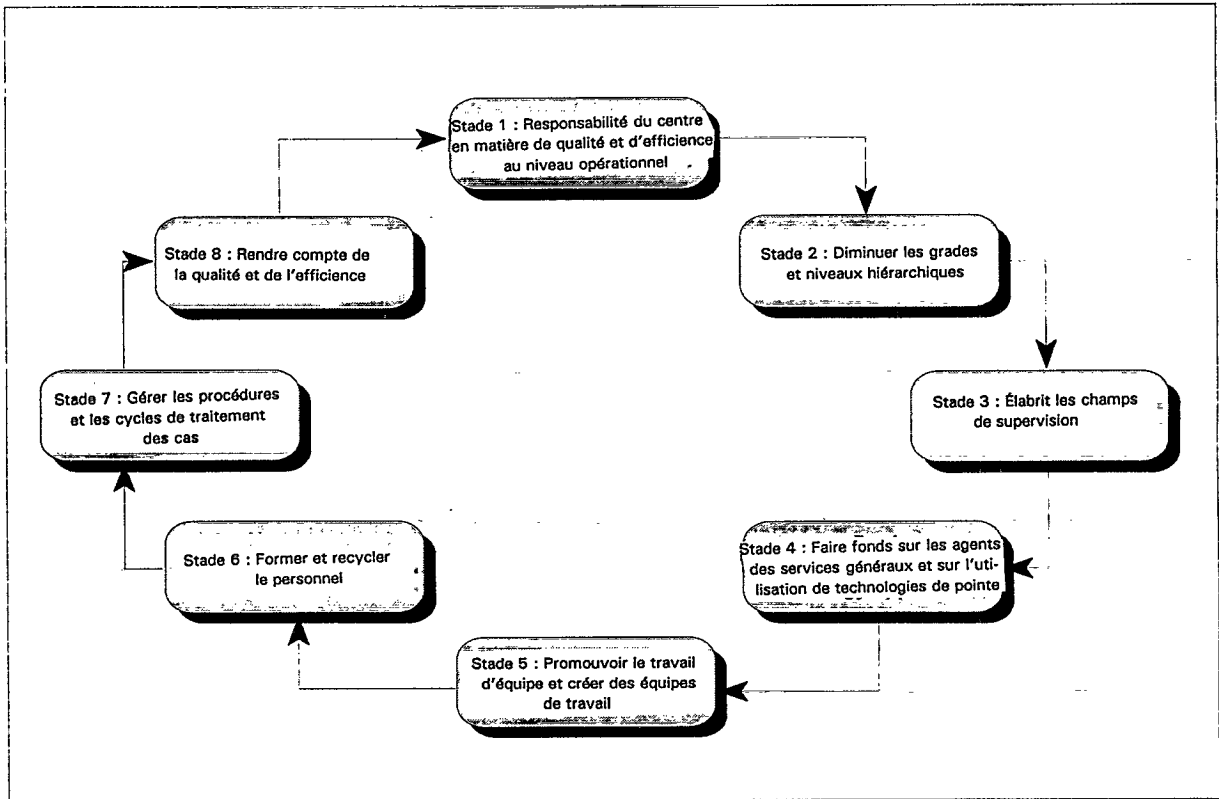 Stade 1 : Responsabilité du centre
en matière de qualité et d'efficience
au niveau opérationnel
Stade 2 : Diminuer les grades
et niveaux hiérarchiques
Stade 3 : Élabrit les champs
de supervision
Stade 4 : Faire fonds sur les agents
des services généraux et sur l'uti-
lisation de technologies de pointe
Stade 5 : Promouvoir le travail
d'équipe et créer des équipes
de travail
Stade 6 : Former et recycler
le personnel
Stade 7 : Gérer les procédures
et les cycles de traitement
des cas
Stade 8 : Rendre compte de
la qualité et de l'efficience